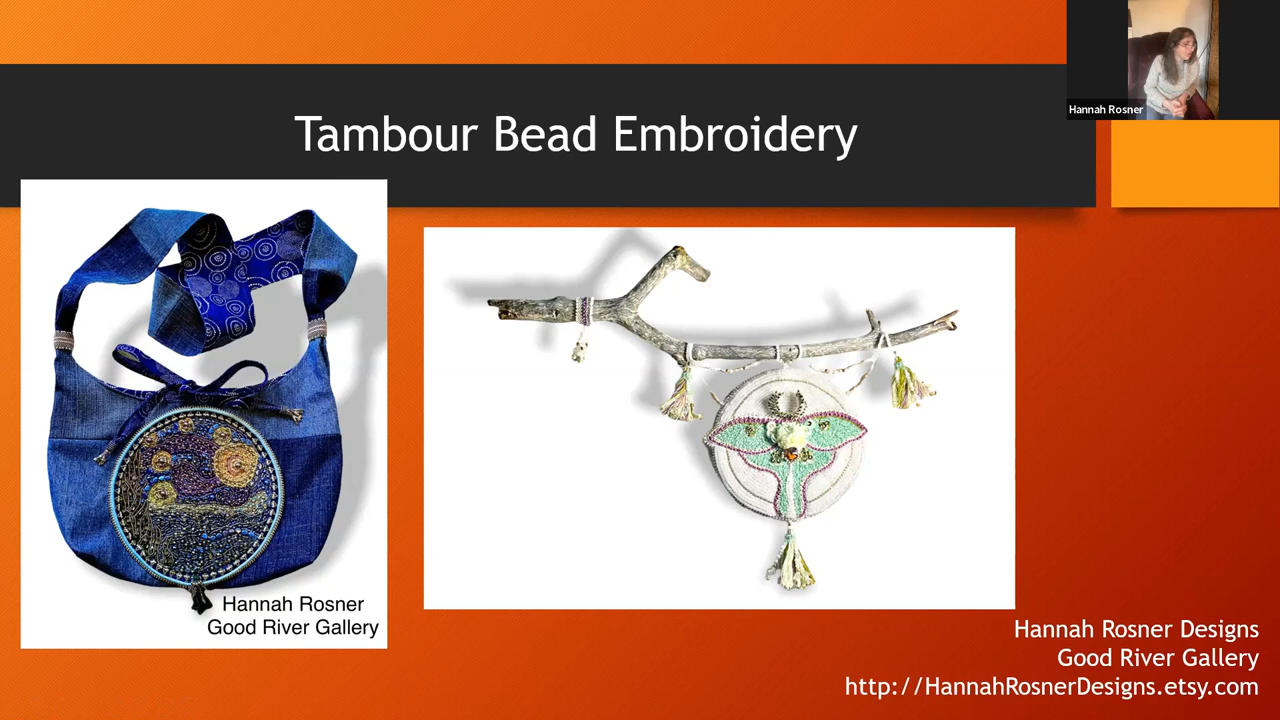 Hannah Rosner
Tambour Bead Embroidery
Hannah Rosner
Good River Gallery
Hannah Rosner Designs
Good River Gallery
http://HannahRosnerDesigns.etsy.com